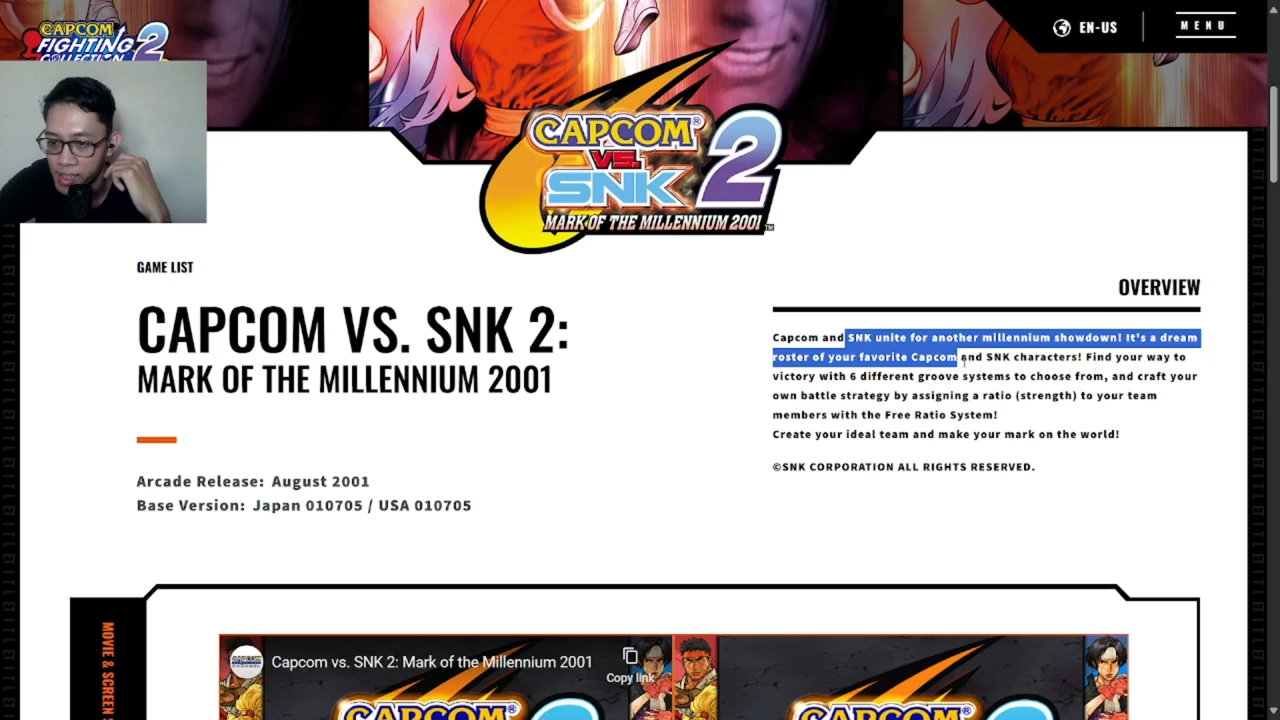 CAPCOM
FIGHTING
COLLECTION 2
EN-US
MENU
CAPCOM®
VS.
SNK 2
MARK OF THE MILLENNIUM 2001™
GAME LIST
CAPCOM VS. SNK 2:
MARK OF THE MILLENNIUM 2001
Arcade Release: August 2001
Base Version: Japan 010705 / USA 010705
OVERVIEW
Capcom and SNK unite for another millennium showdown! It's a dream
roster of your favorite Capcom and SNK characters! Find your way to
victory with 6 different groove systems to choose from, and craft your
own battle strategy by assigning a ratio (strength) to your team
members with the Free Ratio System!
Create your ideal team and make your mark on the world!
©SNK CORPORATION ALL RIGHTS RESERVED.
MOVIE & SCREEN
Capcom vs. SNK 2: Mark of the Millennium 2001
Copy link
CAPCOM
CAPCOM